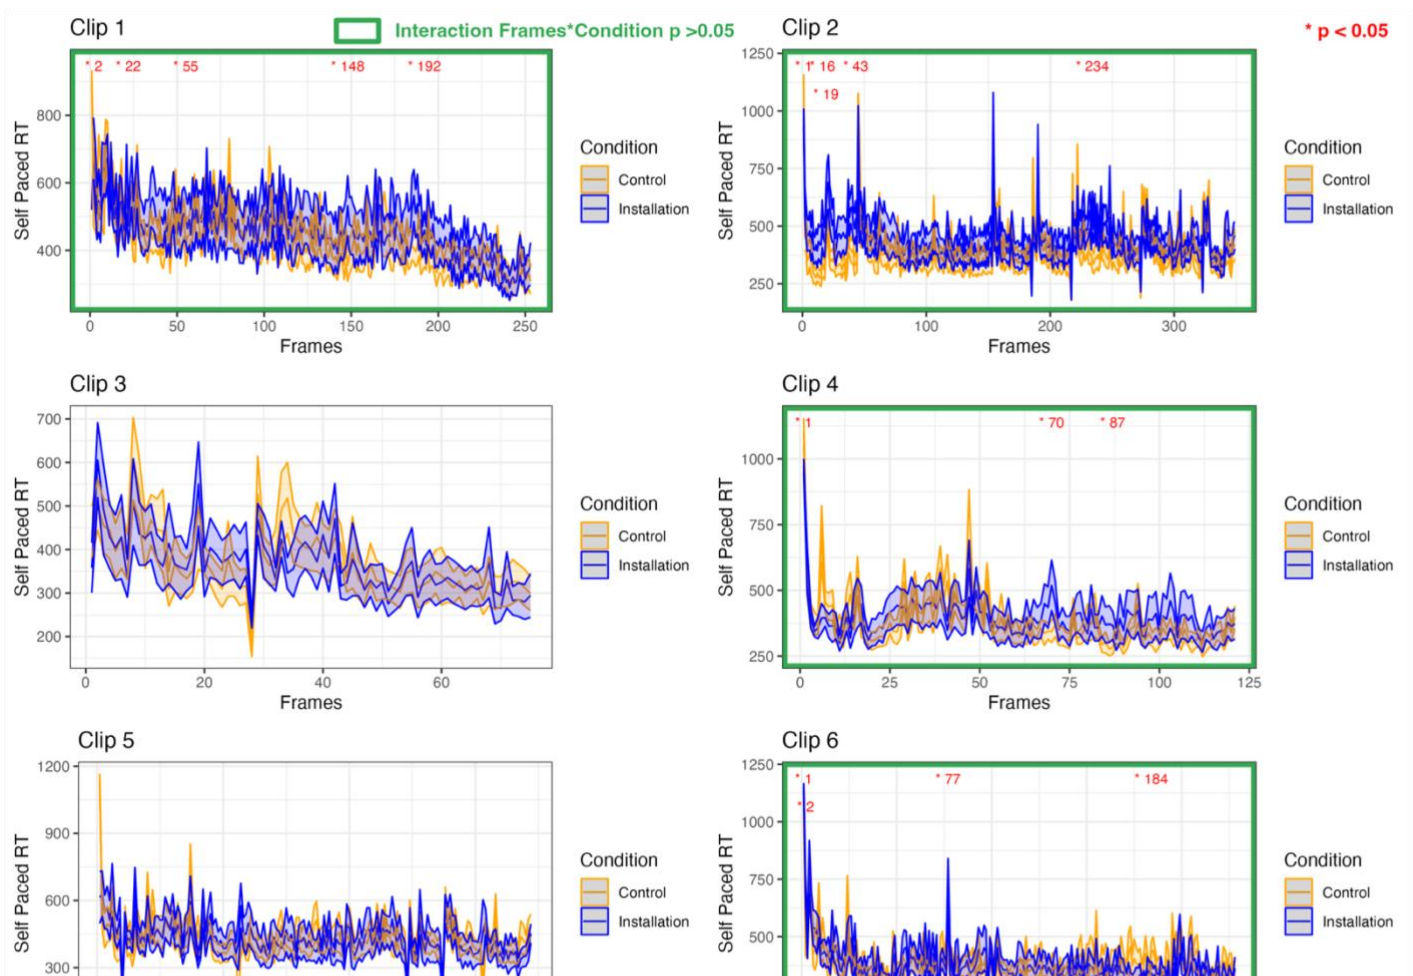 Clip 1
Interaction Frames*Condition p >0.05
* 2 * 22 * 55 * 148 * 192
800
600
400
Self Paced RT
0 50 100 150 200 250
Frames
Condition
Control
Installation
Clip 2
* p < 0.05
* 1* 16 * 43 * 234
* 19
1250
1000
750
500
250
Self Paced RT
0 100 200 300
Frames
Condition
Control
Installation
Clip 3
700
600
500
400
300
200
Self Paced RT
0 20 40 60
Frames
Condition
Control
Installation
Clip 4
* 1 * 70 * 87
1000
750
500
250
Self Paced RT
0 25 50 75 100 125
Frames
Condition
Control
Installation
Clip 5
1200
900
600
300
Self Paced RT
Condition
Control
Installation
Clip 6
* 1 * 77 * 184
* 2
1250
1000
750
500
Self Paced RT
Condition
Control
Installation